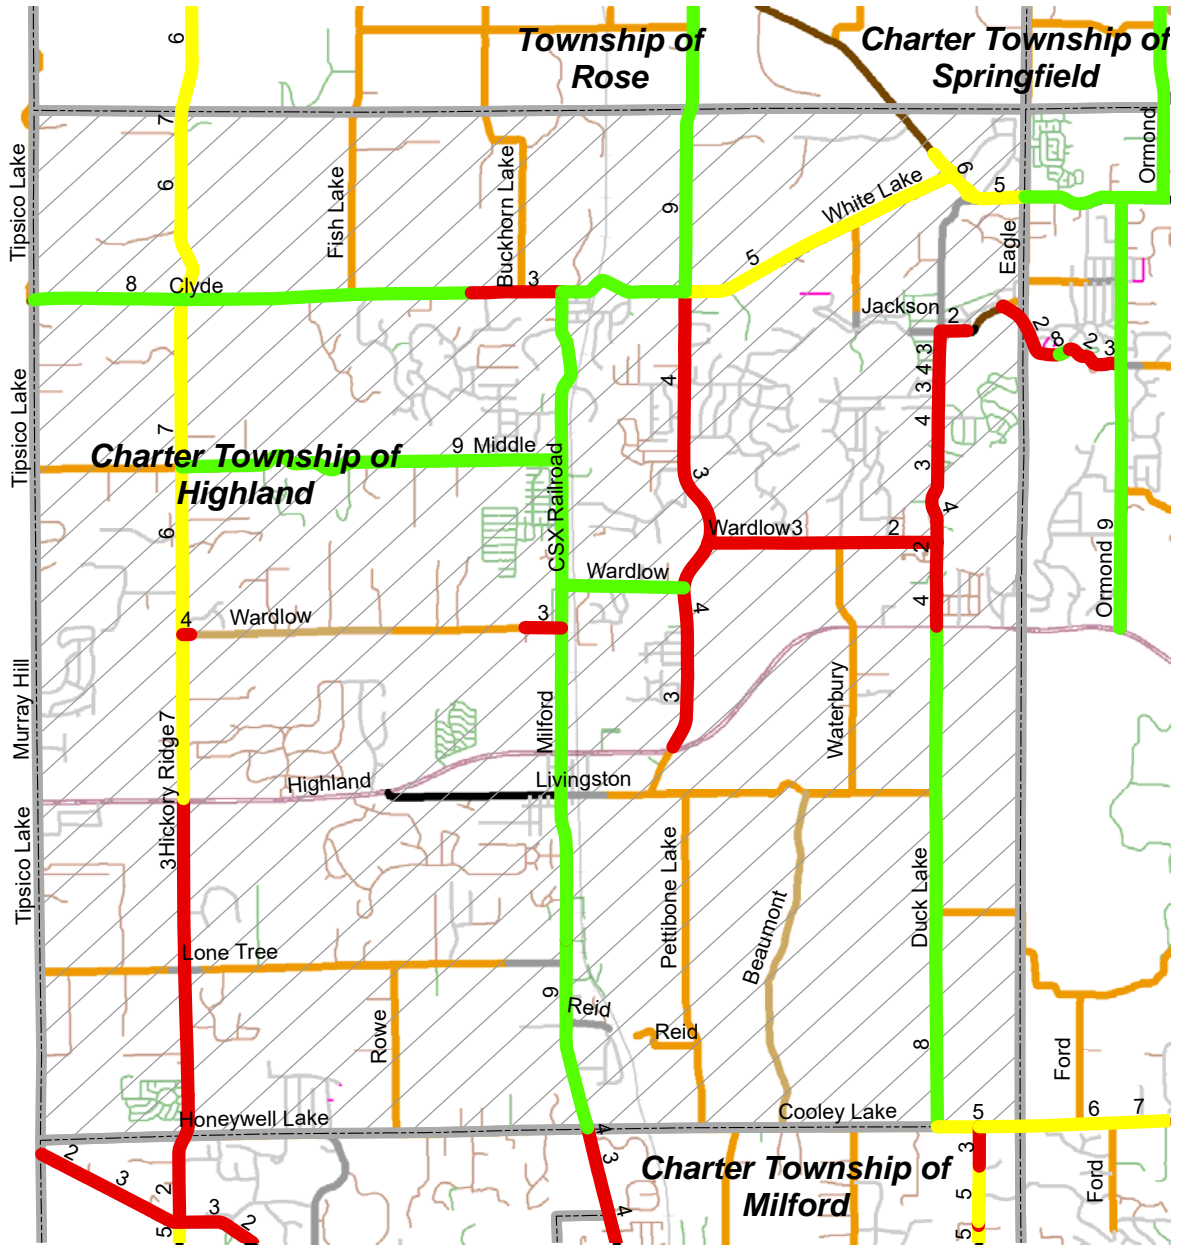 6
Township of
Rose
Charter Township of
Springfield
7
6
Tipsico Lake
Fish Lake
Buckhorn Lake
9
White Lake
6
5
Ormond
Eagle
5
8
Clyde
3
Jackson
2
2
8
2
3
3
4
3
4
4
Tipsico Lake
7
9 Middle
Charter Township of
Highland
3
3
4
CSX Railroad
Wardlow3
2
2
6
Ormond 9
Wardlow
4
4
Wardlow
4
3
Murray Hill
3
Milford
Waterbury
Hickory Ridge 7
Highland
Livingston
3
Tipsico Lake
Pettibone Lake
Duck Lake
Beaumont
Lone Tree
9
Reid
Reid
Rowe
8
Ford
Honeywell Lake
Cooley Lake
5
6
7
4
3
2
3
2
3
2
5
4
3
5
5
Charter Township of
Milford
Ford